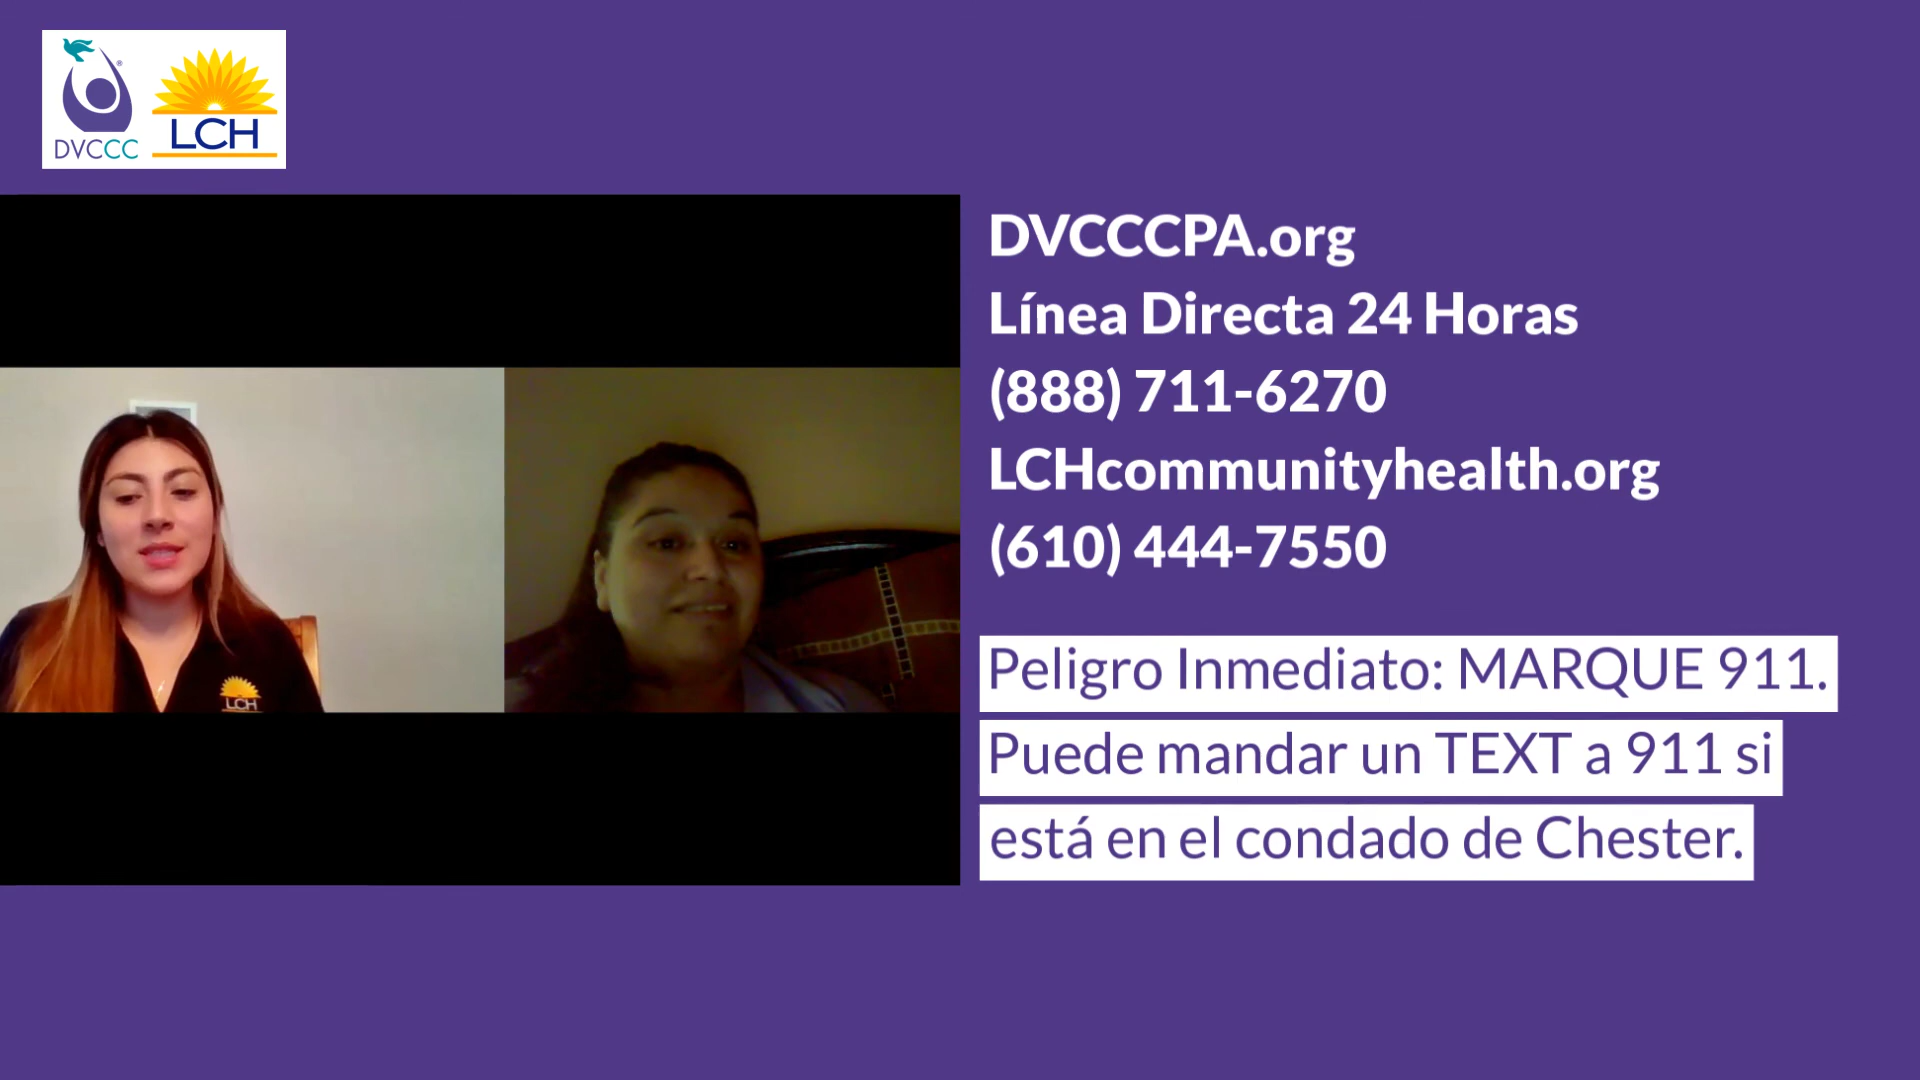 DVCCC
LCH
DVCCCPA.org
Línea Directa 24 Horas
(888) 711-6270
LCHcommunityhealth.org
(610) 444-7550
LCH
Peligro Inmediato: MARQUE 911.
Puede mandar un TEXT a 911 si
está en el condado de Chester.